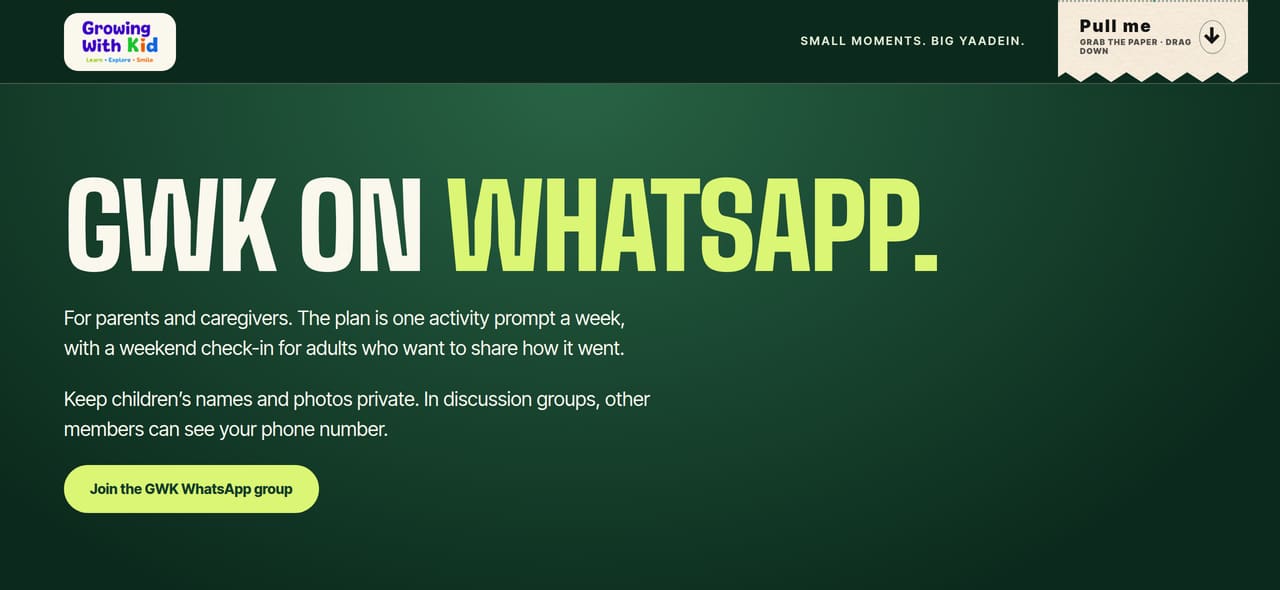 Growing
with Kid
Learn • Explore • Smile
SMALL MOMENTS. BIG YAADEIN.
Pull me
GRAB THE PAPER · DRAG
DOWN
GWK ON WHATSAPP.
For parents and caregivers. The plan is one activity prompt a week,
with a weekend check-in for adults who want to share how it went.
Keep children’s names and photos private. In discussion groups, other
members can see your phone number.
Join the GWK WhatsApp group